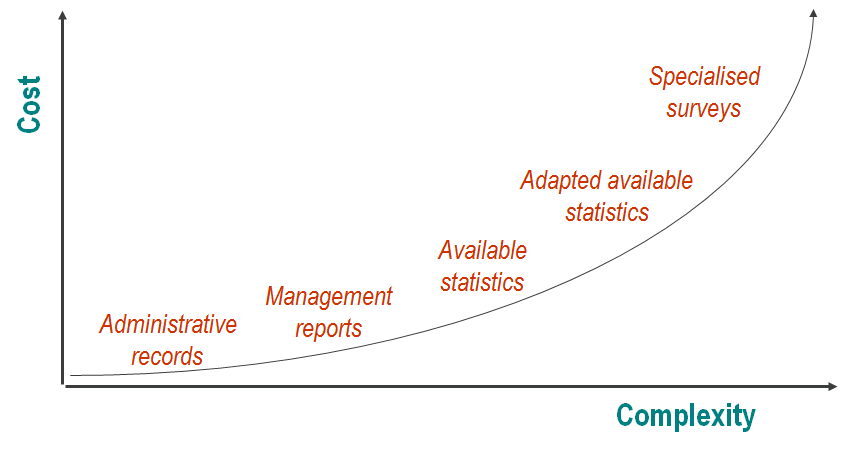 Cost
Specialised
surveys
Adapted available
statistics
Available
statistics
Management
reports
Administrative
records
Complexity